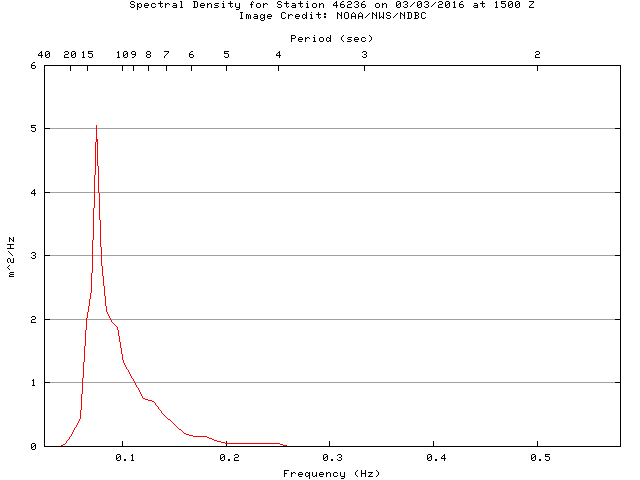 Spectral Density for Station 46236 on 03/03/2016 at 1500 Z
Image Credit: NOAA/NWS/NDBC
Period (sec)
40 20 15 10 9 8 7 6 5 4 3 2
6
5
4
3
2
1
0
m^2/Hz
0.1 0.2 0.3 0.4 0.5
Frequency (Hz)